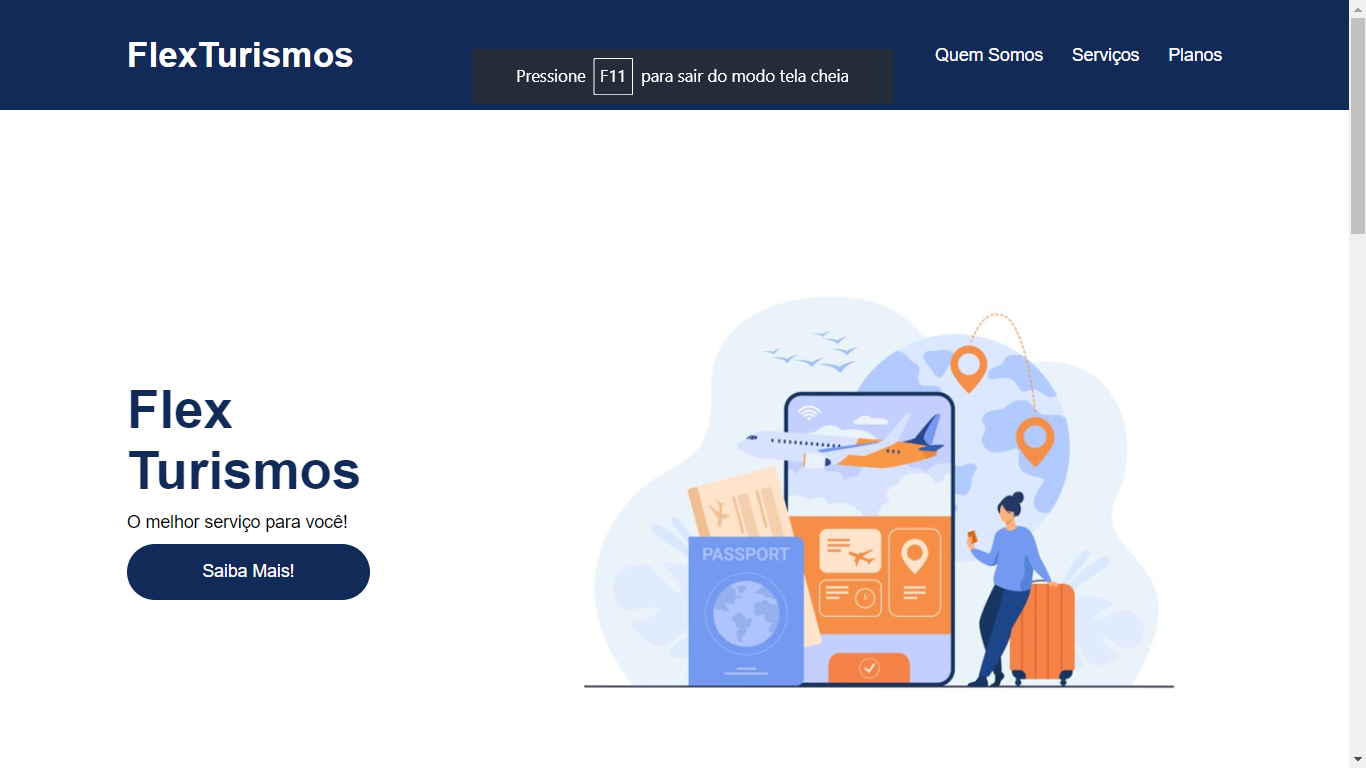 FlexTurismos
Pressione F11 para sair do modo tela cheia
Quem Somos Serviços Planos
Flex
Turismos
O melhor serviço para você!
Saiba Mais!
PASSPORT